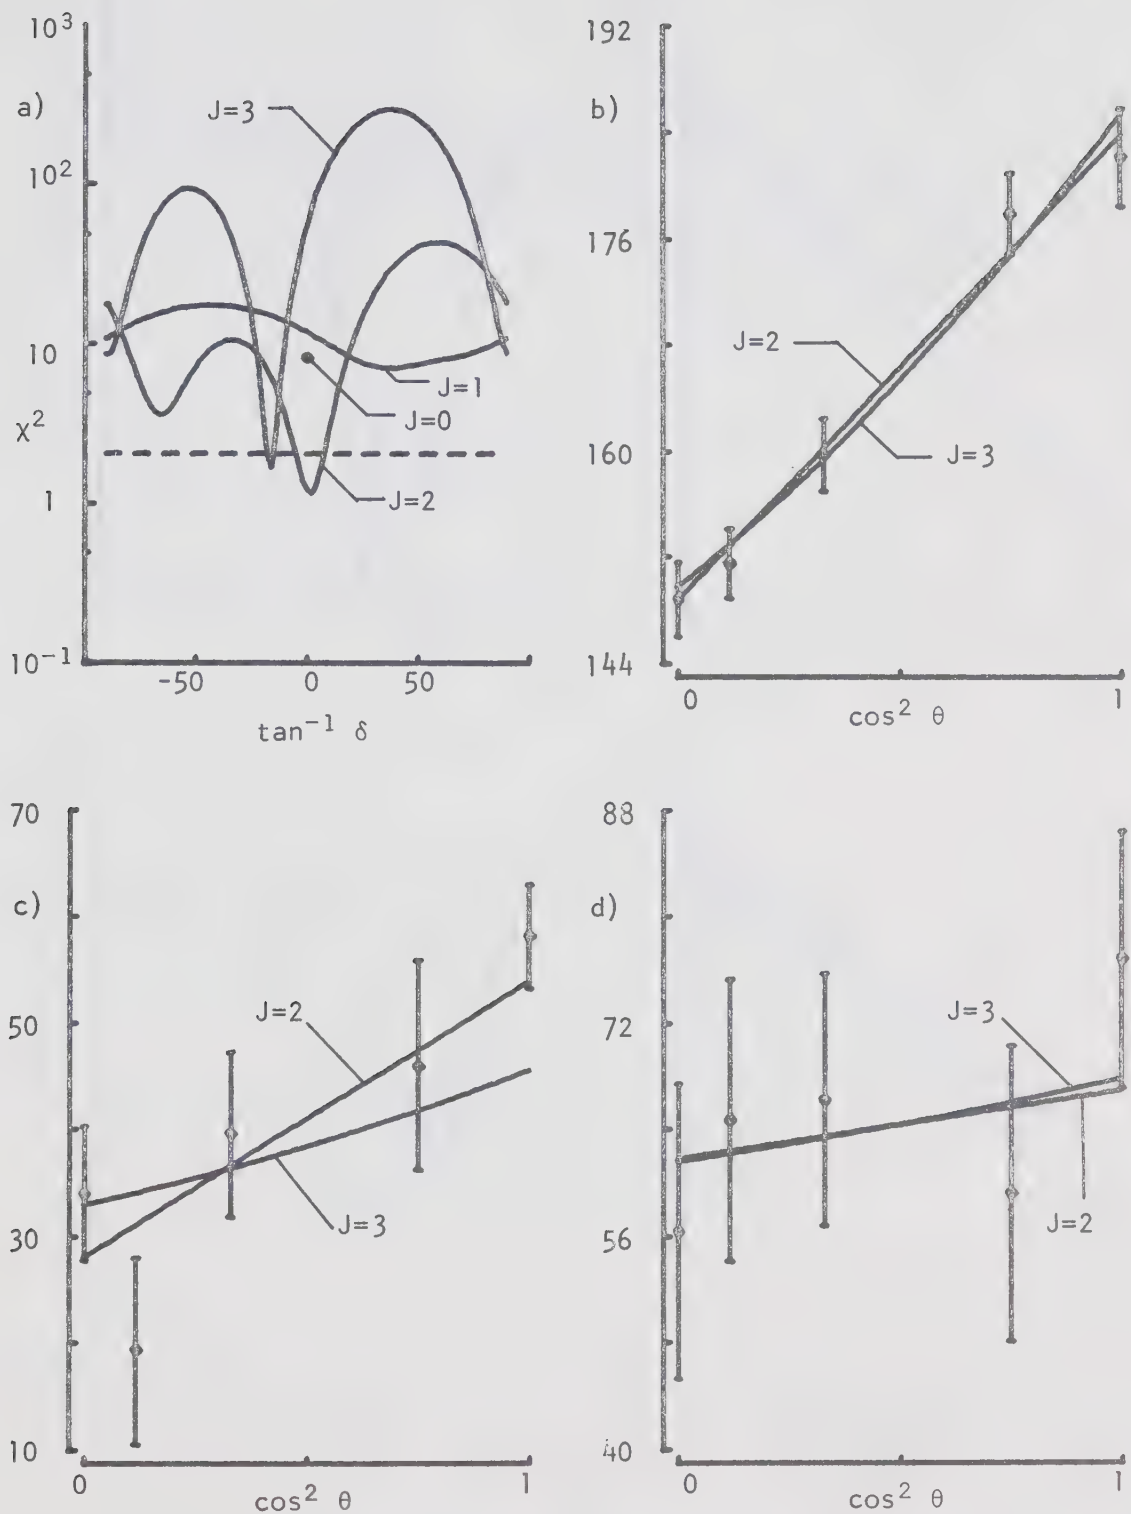 a)
10³
10²
10
1
10⁻¹
χ²
J=3
J=1
J=0
J=2
-50 0 50
tan⁻¹ δ
b)
192
176
160
144
J=2
J=3
0 1
cos² θ
c)
70
50
30
10
J=2
J=3
0 1
cos² θ
d)
88
72
56
40
J=3
J=2
0 1
cos² θ